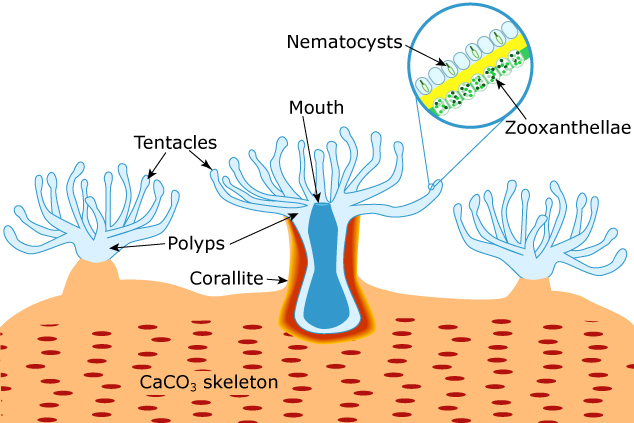 Nematocysts
Mouth
Zooxanthellae
Tentacles
Polyps
Corallite
CaCO₃ skeleton